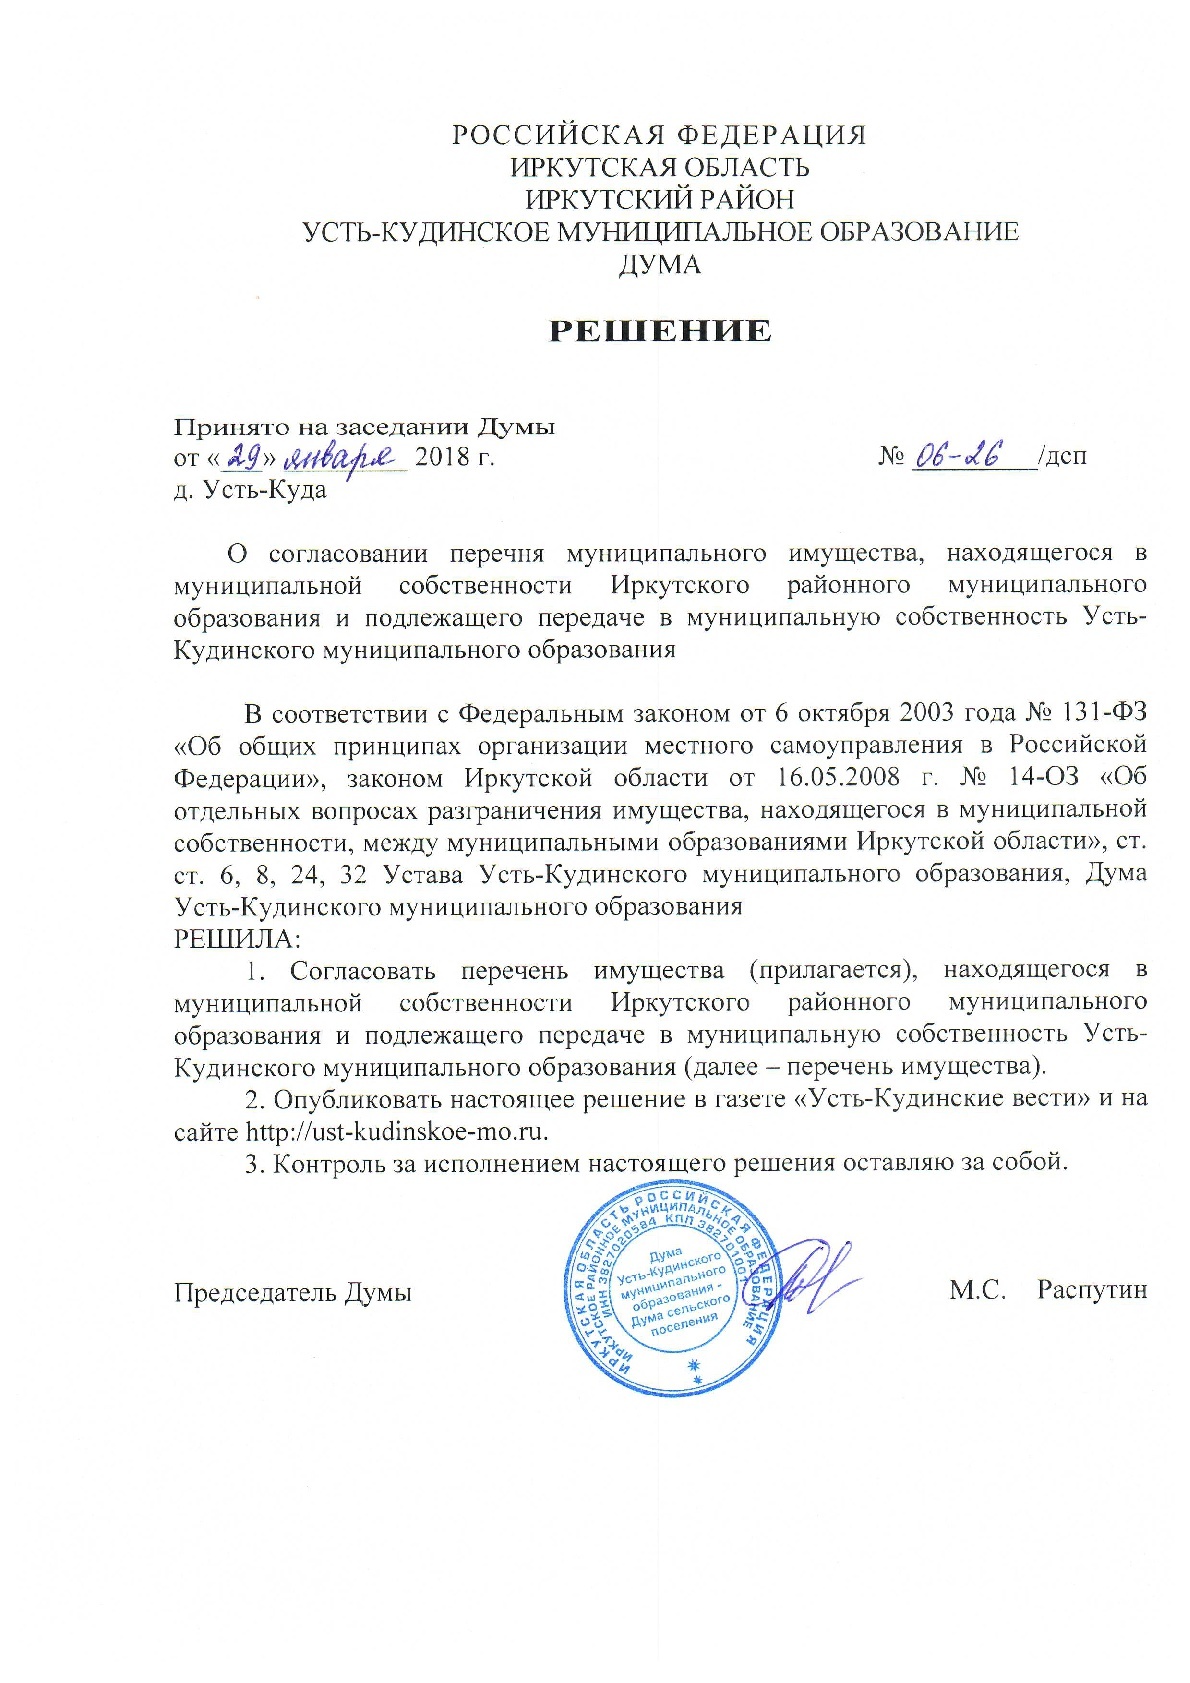 РОССИЙСКАЯ ФЕДЕРАЦИЯ
ИРКУТСКАЯ ОБЛАСТЬ
ИРКУТСКИЙ РАЙОН
УСТЬ-КУДИНСКОЕ МУНИЦИПАЛЬНОЕ ОБРАЗОВАНИЕ
ДУМА
РЕШЕНИЕ
Принято на заседании Думы
от «29» января 2018 г. № 06-26/дсп
д. Усть-Куда
О согласовании перечня муниципального имущества, находящегося в
муниципальной собственности Иркутского районного муниципального
образования и подлежащего передаче в муниципальную собственность Усть-
Кудинского муниципального образования
В соответствии с Федеральным законом от 6 октября 2003 года № 131-ФЗ
«Об общих принципах организации местного самоуправления в Российской
Федерации», законом Иркутской области от 16.05.2008 г. № 14-ОЗ «Об
отдельных вопросах разграничения имущества, находящегося в муниципальной
собственности, между муниципальными образованиями Иркутской области», ст.
ст. 6, 8, 24, 32 Устава Усть-Кудинского муниципального образования, Дума
Усть-Кудинского муниципального образования
РЕШИЛА:
1. Согласовать перечень имущества (прилагается), находящегося в
муниципальной собственности Иркутского районного муниципального
образования и подлежащего передаче в муниципальную собственность Усть-
Кудинского муниципального образования (далее – перечень имущества).
2. Опубликовать настоящее решение в газете «Усть-Кудинские вести» и на
сайте http://ust-kudinskoe-mo.ru.
3. Контроль за исполнением настоящего решения оставляю за собой.
Председатель Думы М.С. Распутин
ИРКУТСКАЯ ОБЛАСТЬ РОССИЙСКАЯ ФЕДЕРАЦИЯ
ИРКУТСКОЕ РАЙОННОЕ МУНИЦИПАЛЬНОЕ ОБРАЗОВАНИЕ
ИНН 3827020584 КПП 382701001
Дума
Усть-Кудинского
муниципального
образования -
Дума сельского
поселения